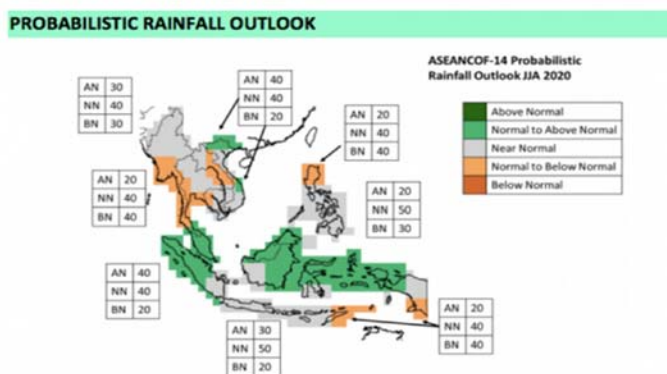 PROBABILISTIC RAINFALL OUTLOOK
ASEANCOF-14 Probabilistic
Rainfall Outlook JJA 2020
Above Normal
Normal to Above Normal
Near Normal
Normal to Below Normal
Below Normal
AN 30
NN 40
BN 30
AN 40
NN 40
BN 20
AN 20
NN 40
BN 40
AN 20
NN 40
BN 40
AN 20
NN 50
BN 30
AN 40
NN 40
BN 20
AN 30
NN 50
BN 20
AN 20
NN 40
BN 40